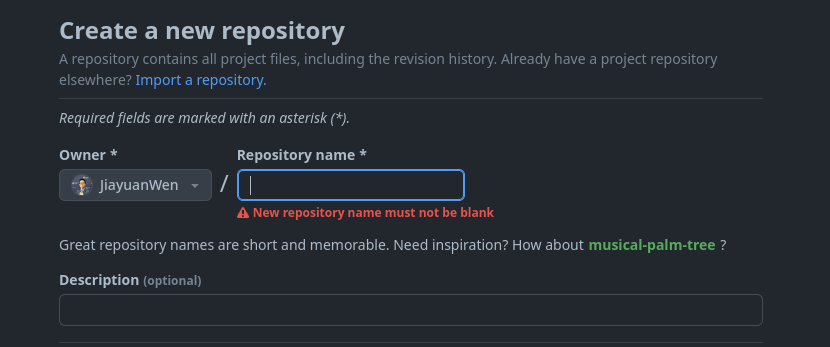 Create a new repository
A repository contains all project files, including the revision history. Already have a project repository
elsewhere? Import a repository.
Required fields are marked with an asterisk (*).
Owner *
Repository name *
JiayuanWen
/
New repository name must not be blank
Great repository names are short and memorable. Need inspiration? How about musical-palm-tree ?
Description (optional)